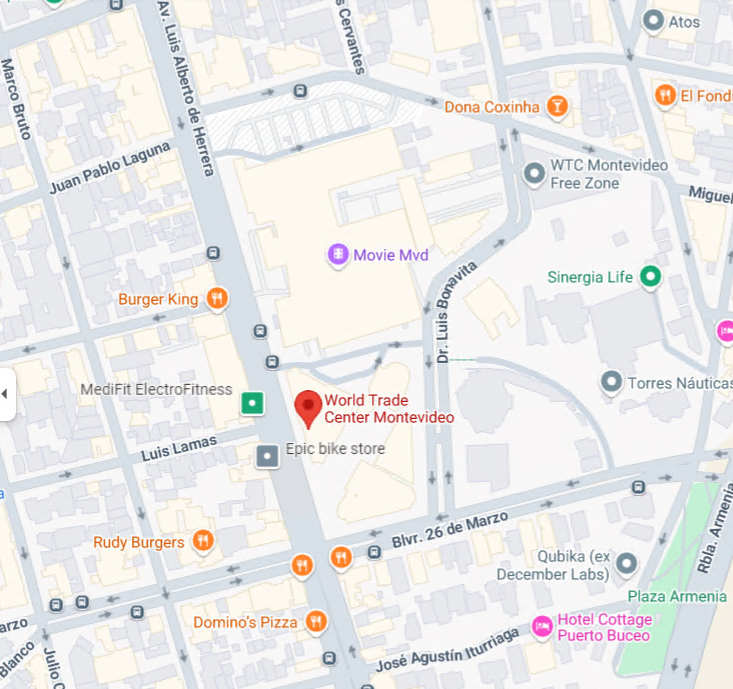 s Cervantes
Atos
Av. Luis Alberto de Herrera
Marco Bruto
El Fondi
Dona Coxinha
Juan Pablo Laguna
WTC Montevideo
Free Zone
Miguel
Movie Mvd
Sinergia Life
Dr. Luis Bonavita
Burger King
MediFit ElectroFitness
World Trade
Center Montevideo
Torres Náuticas
Luis Lamas
Epic bike store
a
Blvr. 26 de Marzo
Rbla. Armenia
Rudy Burgers
Qubika (ex
December Labs)
Plaza Armenia
Domino's Pizza
Hotel Cottage
Puerto Buceo
arzo
Blanco
Julio C
José Agustín Iturriaga